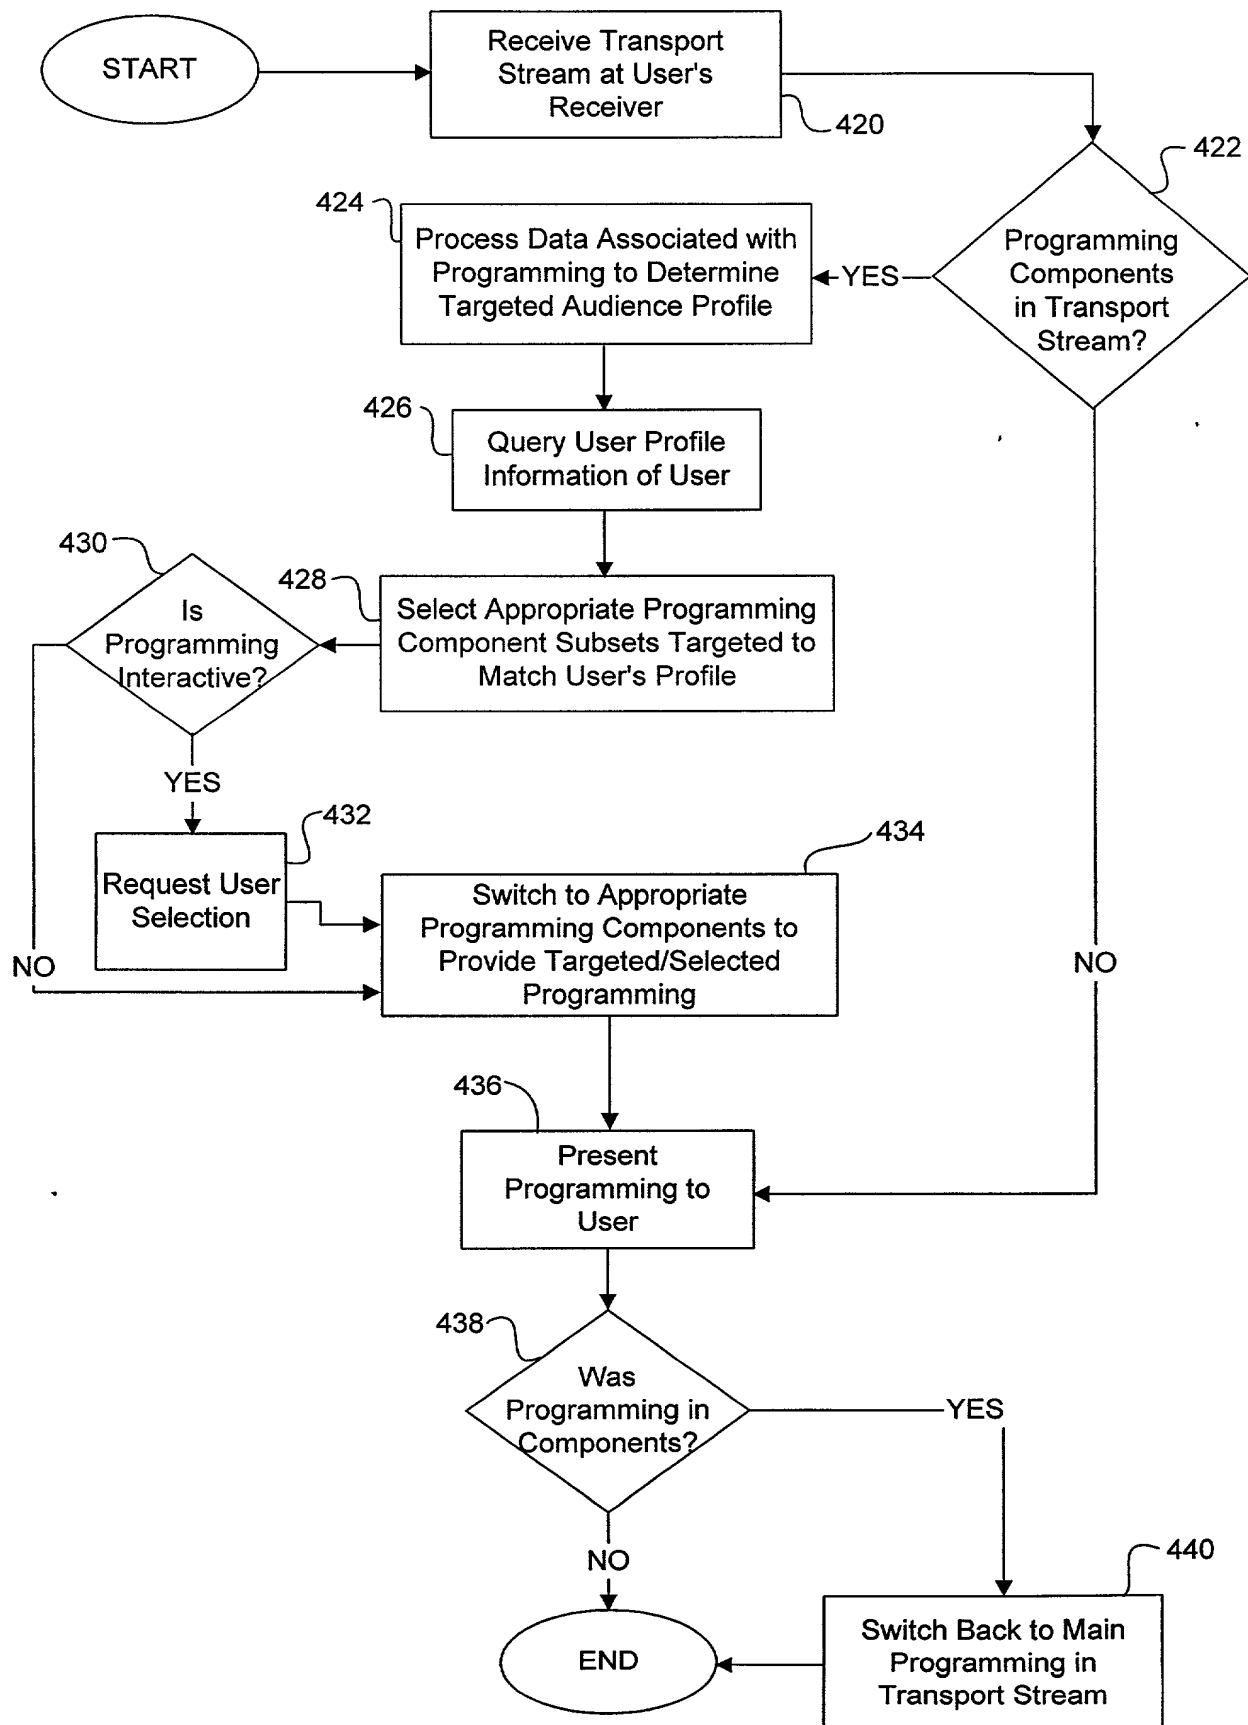 START
Receive Transport
Stream at User's
Receiver
420
422
Programming
Components
in Transport
Stream?
YES
424
Process Data Associated with
Programming to Determine
Targeted Audience Profile
426
Query User Profile
Information of User
428
Select Appropriate Programming
Component Subsets Targeted to
Match User's Profile
430
Is
Programming
Interactive?
YES
432
Request User
Selection
NO
434
Switch to Appropriate
Programming Components to
Provide Targeted/Selected
Programming
NO
436
Present
Programming to
User
438
Was
Programming in
Components?
YES
NO
440
Switch Back to Main
Programming in
Transport Stream
END